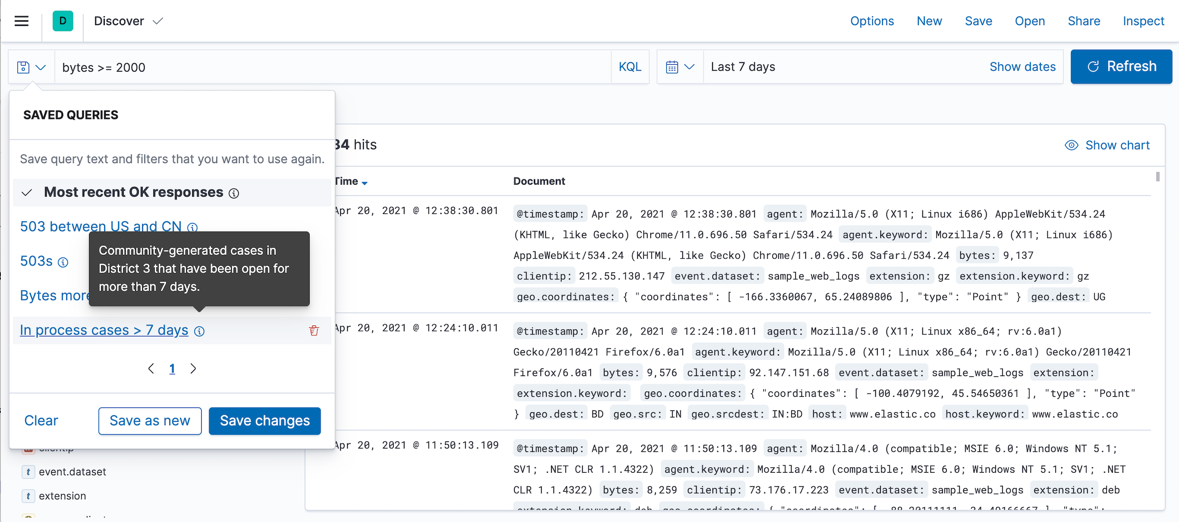 D Discover Options New Save Open Share Inspect
bytes >= 2000 KQL Last 7 days Show dates Refresh
SAVED QUERIES
Save query text and filters that you want to use again.
Most recent OK responses
503 between US and CN
503s
Bytes more
Community-generated cases in
District 3 that have been open for
more than 7 days.
In process cases > 7 days
1
Clear Save as new Save changes
event.dataset
extension
34 hits Show chart
Time Document
Apr 20, 2021 @ 12:38:30.801 @timestamp: Apr 20, 2021 @ 12:38:30.801 agent: Mozilla/5.0 (X11; Linux i686) AppleWebKit/534.24
(KHTML, like Gecko) Chrome/11.0.696.50 Safari/534.24 agent.keyword: Mozilla/5.0 (X11; Linux i686)
AppleWebKit/534.24 (KHTML, like Gecko) Chrome/11.0.696.50 Safari/534.24 bytes: 9,137
clientip: 212.55.130.147 event.dataset: sample_web_logs extension: gz extension.keyword: gz
geo.coordinates: { "coordinates": [ -166.3360067, 65.24089806 ], "type": "Point" } geo.dest: UG
Apr 20, 2021 @ 12:24:10.011 @timestamp: Apr 20, 2021 @ 12:24:10.011 agent: Mozilla/5.0 (X11; Linux x86_64; rv:6.0a1)
Gecko/20110421 Firefox/6.0a1 agent.keyword: Mozilla/5.0 (X11; Linux x86_64; rv:6.0a1) Gecko/20110421
Firefox/6.0a1 bytes: 9,576 clientip: 92.147.151.68 event.dataset: sample_web_logs extension:
extension.keyword: geo.coordinates: { "coordinates": [ -100.4079192, 45.54650361 ], "type": "Point"
} geo.dest: BD geo.src: IN geo.srcdest: IN:BD host: www.elastic.co host.keyword: www.elastic.co
Apr 20, 2021 @ 11:50:13.109 @timestamp: Apr 20, 2021 @ 11:50:13.109 agent: Mozilla/4.0 (compatible; MSIE 6.0; Windows NT 5.1;
SV1; .NET CLR 1.1.4322) agent.keyword: Mozilla/4.0 (compatible; MSIE 6.0; Windows NT 5.1; SV1; .NET
CLR 1.1.4322) bytes: 8,259 clientip: 73.176.17.223 event.dataset: sample_web_logs extension: deb